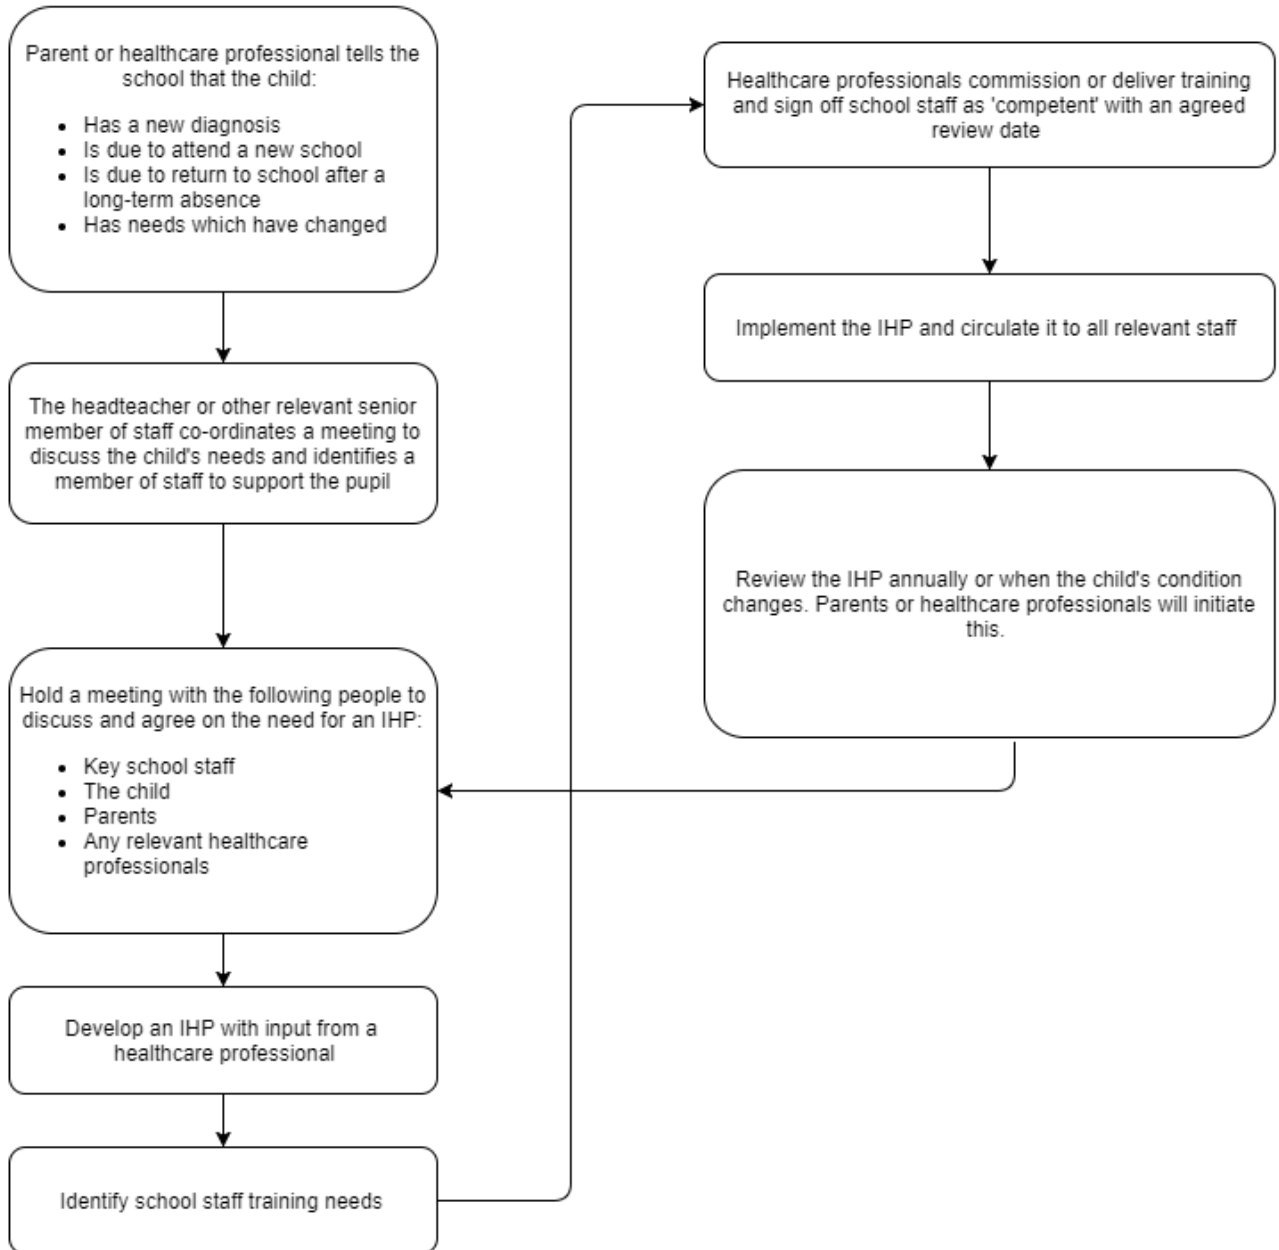 Parent or healthcare professional tells the
school that the child:
• Has a new diagnosis
• Is due to attend a new school
• Is due to return to school after a
long-term absence
• Has needs which have changed
The headteacher or other relevant senior
member of staff co-ordinates a meeting to
discuss the child's needs and identifies a
member of staff to support the pupil
Hold a meeting with the following people to
discuss and agree on the need for an IHP:
• Key school staff
• The child
• Parents
• Any relevant healthcare
professionals
Develop an IHP with input from a
healthcare professional
Identify school staff training needs
Healthcare professionals commission or deliver training
and sign off school staff as 'competent' with an agreed
review date
Implement the IHP and circulate it to all relevant staff
Review the IHP annually or when the child's condition
changes. Parents or healthcare professionals will initiate
this.